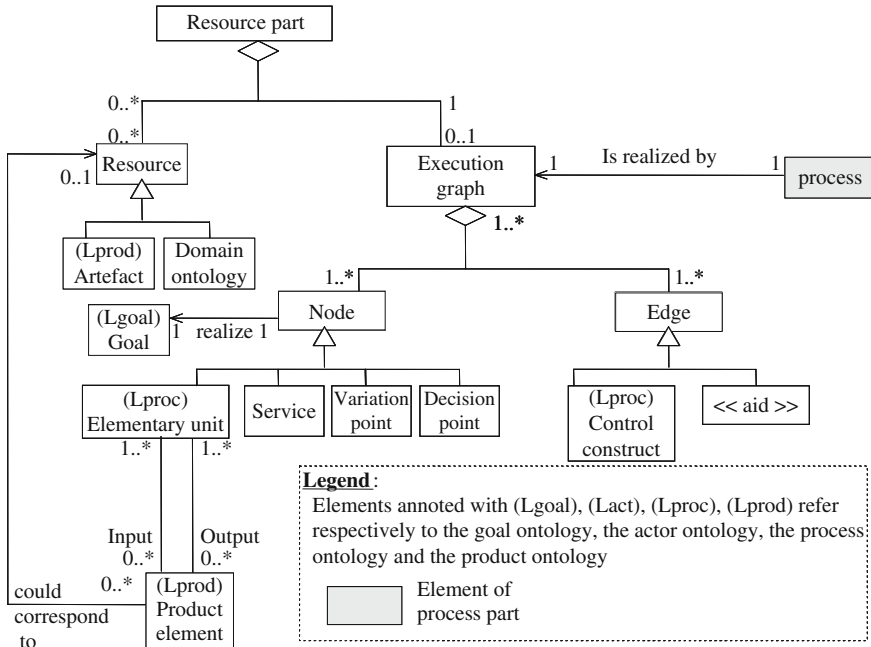 Resource part
0..*
1
0..*
0..1
Resource
0..1
Execution
graph
1
Is realized by
1
process
1..*
(Lprod)
Artefact
Domain
ontology
1..*
1..*
(Lgoal)
Goal
1
realize 1
Node
Edge
(Lproc)
Elementary unit
Service
Variation
point
Decision
point
(Lproc)
Control
construct
<< aid >>
1..*
1..*
Input
0..*
Output
0..*
0..*
(Lprod)
Product
element
could
correspond
to
Legend:
Elements annoted with (Lgoal), (Lact), (Lproc), (Lprod) refer
respectively to the goal ontology, the actor ontology, the process
ontology and the product ontology
Element of
process part